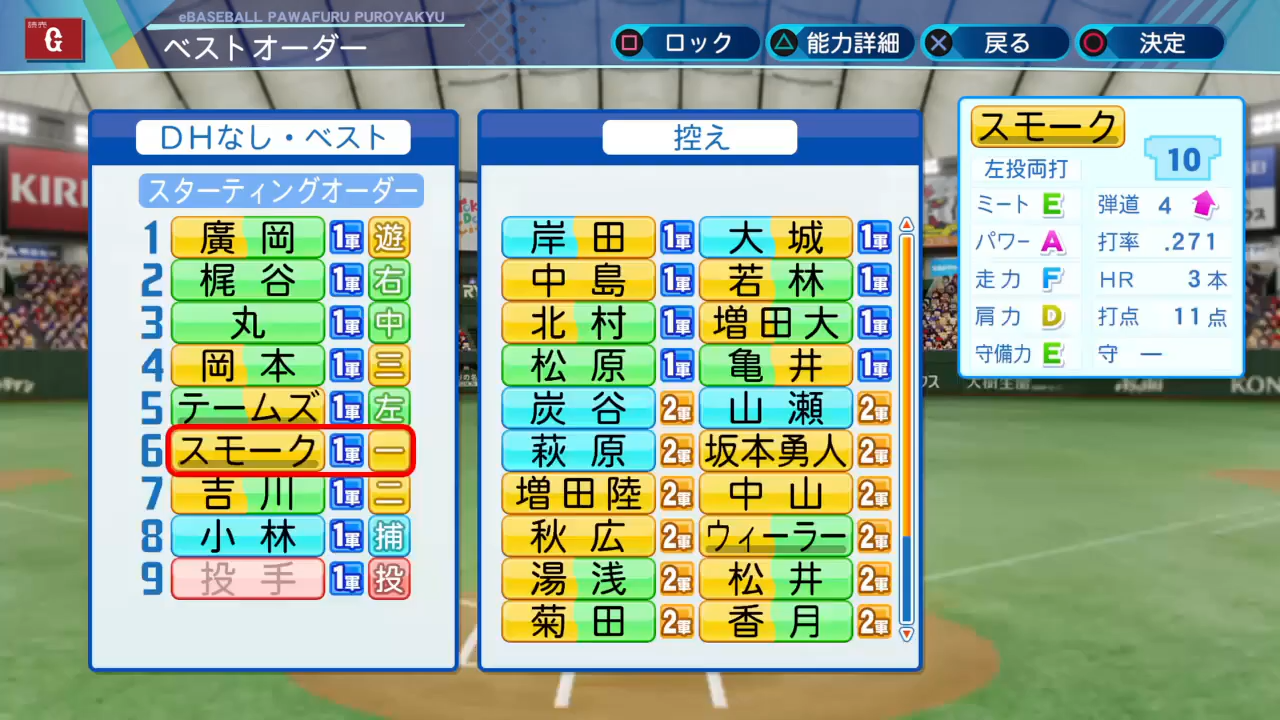 読売
G
eBASEBALL PAWAFURU PUROYAKYU
ベストオーダー
ロック
能力詳細
戻る
決定
DHなし・ベスト
スターティングオーダー
1 廣岡 1軍 遊
2 梶谷 1軍 右
3 丸 1軍 中
4 岡本 1軍 三
5 テームズ 1軍 左
6 スモーク 1軍 一
7 吉川 1軍 二
8 小林 1軍 捕
9 投手 1軍 投
控え
岸田 1軍 大城 1軍
中島 1軍 若林 1軍
北村 1軍 増田大 1軍
松原 1軍 亀井 1軍
炭谷 2軍 山瀬 2軍
萩原 2軍 坂本勇人 2軍
増田陸 2軍 中山 2軍
秋広 2軍 ウィーラー 2軍
湯浅 2軍 松井 2軍
菊田 2軍 香月 2軍
スモーク
左投両打
10
ミート E 弾道 4
パワー A 打率 .271
走力 F HR 3本
肩力 D 打点 11点
守備力 E 守 —
KIRI
KON